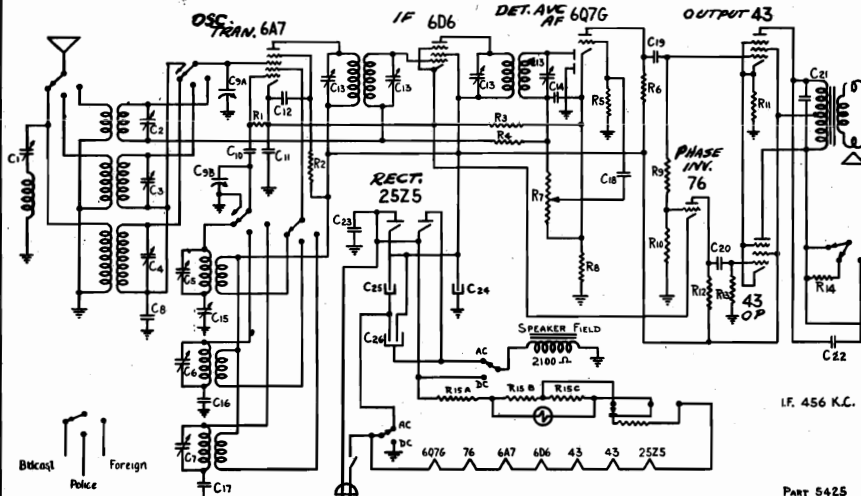 OSC.
TRAN. 6A7
IF 6D6
DET. AVC
AF 6Q7G
OUTPUT 43
C19
C21
C9A
C13
C13
C13
C13
C14
C1
C2
C12
R1
R3
R4
R5
R6
R11
C10
C11
R2
C3
C9B
RECT.
25Z5
R7
C18
R9
PHASE
INV.
76
C4
C23
R10
C20
C5
C8
C15
C25
C24
R8
R12
R13
43
OP
R14
C26
SPEAKER FIELD
2100 Ω
AC
DC
C22
C6
C16
R15A
R15B
R15C
I.F. 456 K.C.
AC
DC
Bdcast
Police
Foreign
C7
C17
6Q7G 76 6A7 6D6 43 43 25Z5
PART 5425